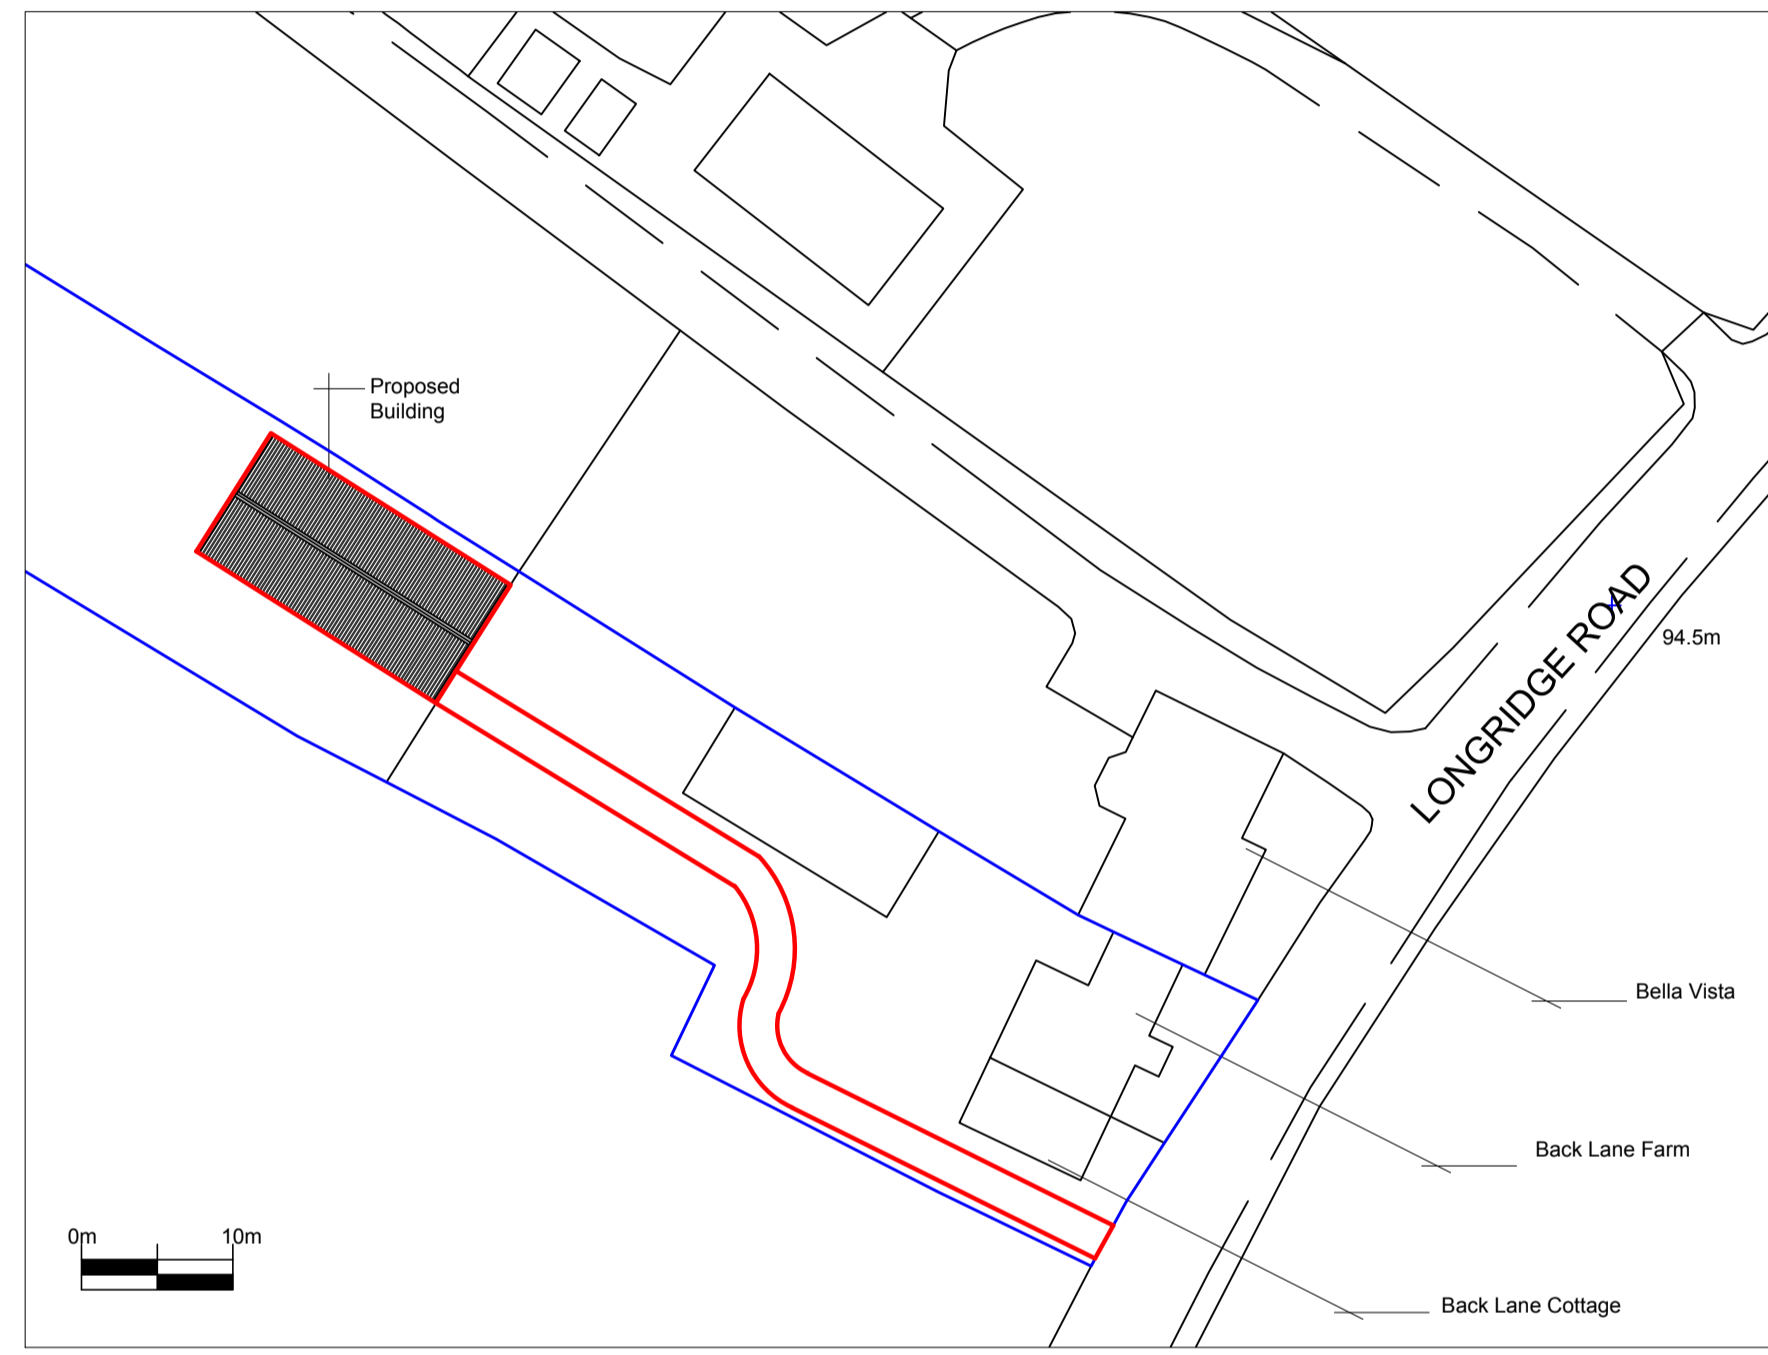 Proposed
Building
LONGRIDGE ROAD
94.5m
Bella Vista
Back Lane Farm
0m 10m
Back Lane Cottage